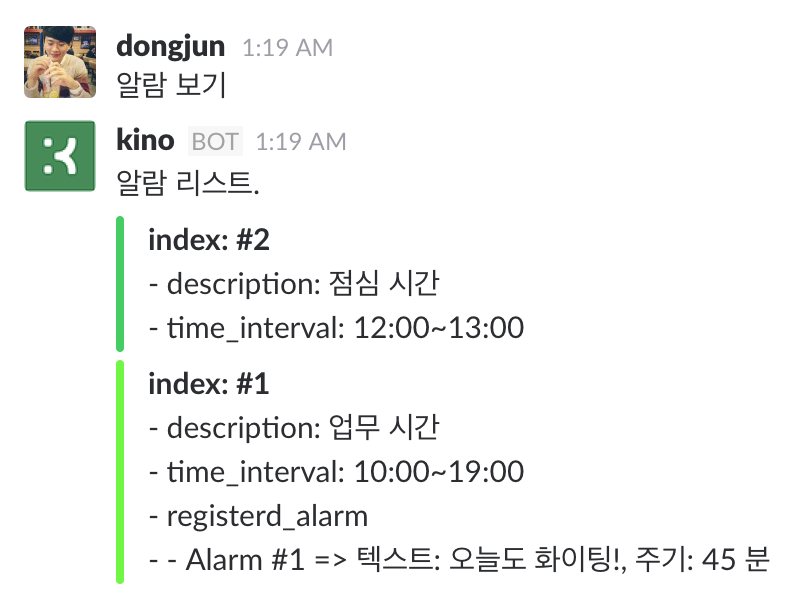 dongjun 1:19 AM
알람 보기
kino BOT 1:19 AM
알람 리스트.
index: #2
- description: 점심 시간
- time_interval: 12:00~13:00
index: #1
- description: 업무 시간
- time_interval: 10:00~19:00
- registerd_alarm
- - Alarm #1 => 텍스트: 오늘도 화이팅!, 주기: 45 분